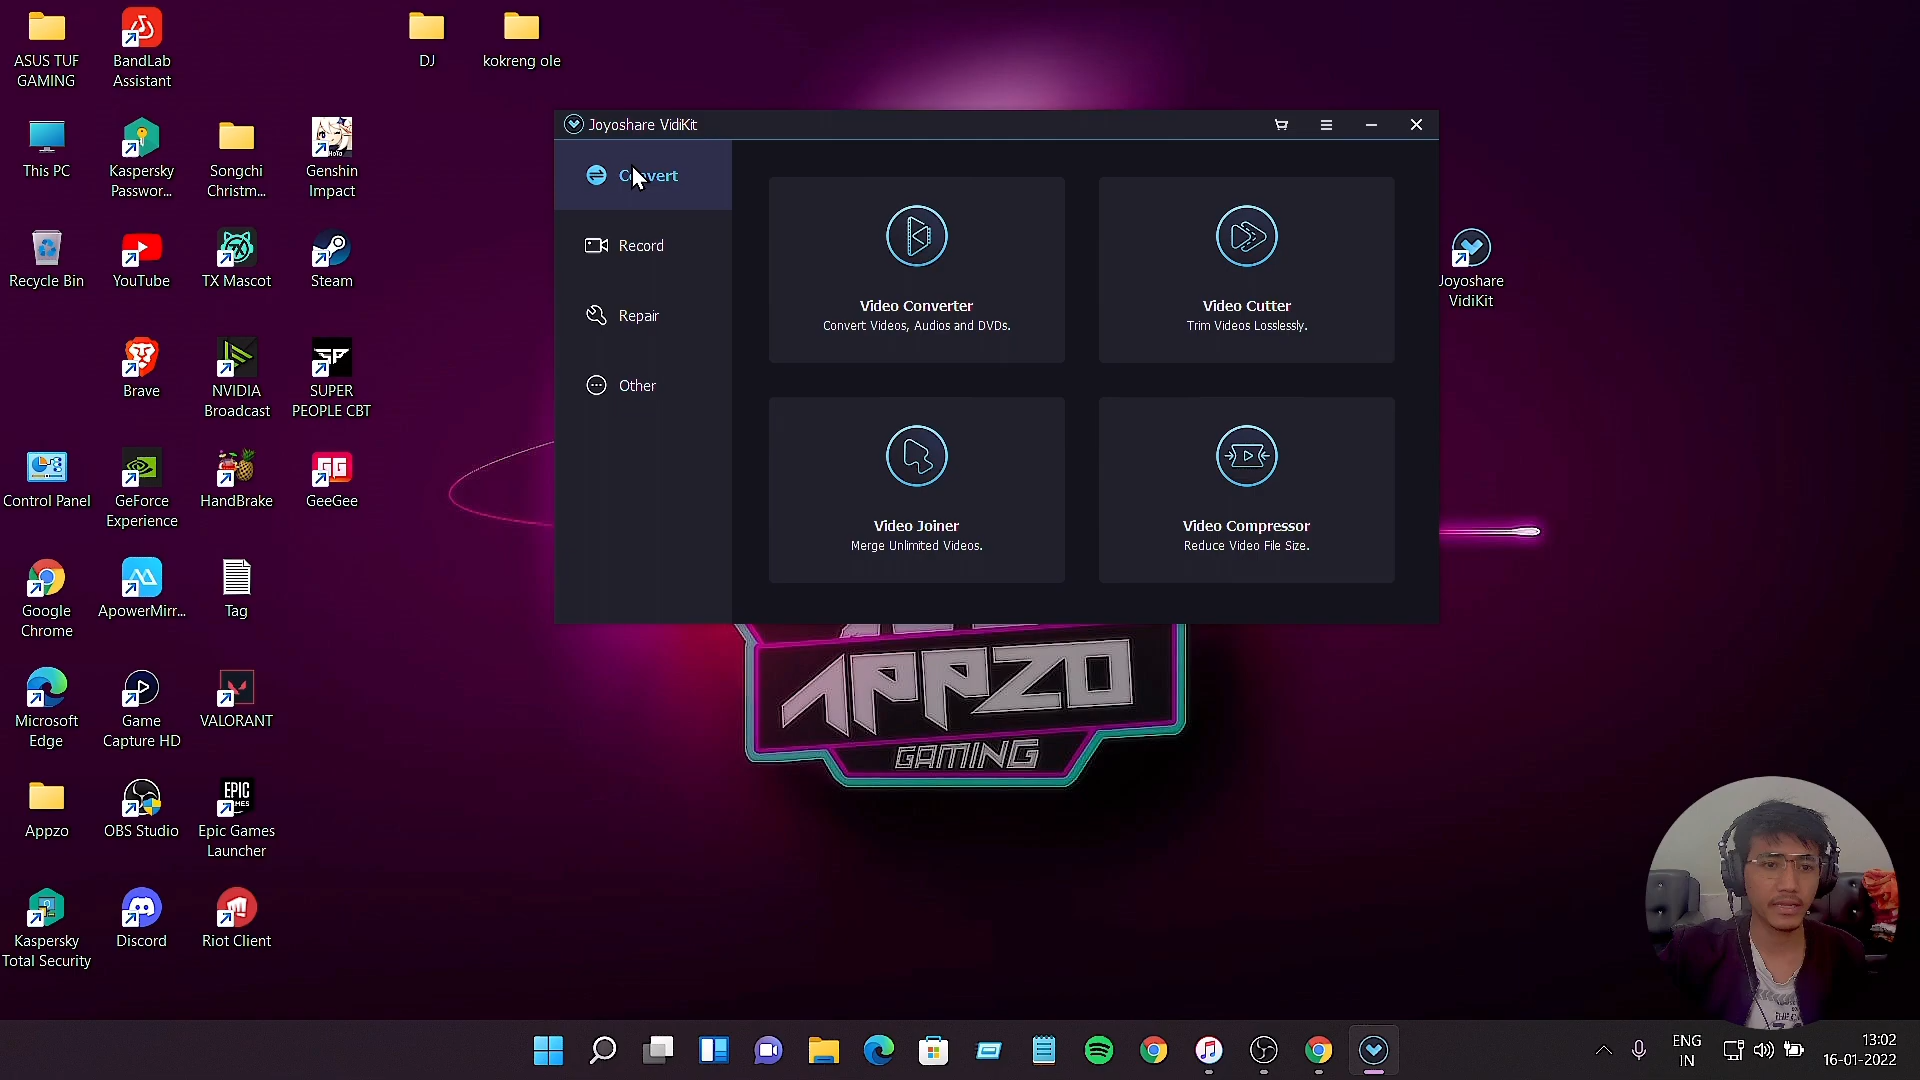 ASUS TUF
GAMING
BandLab
Assistant
DJ
kokreng ole
This PC
Kaspersky
Passwor...
Songchi
Christm...
Genshin
Impact
Recycle Bin
YouTube
TX Mascot
Steam
Brave
NVIDIA
Broadcast
SUPER
PEOPLE CBT
Control Panel
GeForce
Experience
HandBrake
GeeGee
Google
Chrome
ApowerMirr...
Tag
Microsoft
Edge
Game
Capture HD
VALORANT
Appzo
OBS Studio
EPIC
GAMES
Epic Games
Launcher
Kaspersky
Total Security
Discord
Riot Client
Joyoshare VidiKit
Convert
Record
Repair
Other
Video Converter
Convert Videos, Audios and DVDs.
Video Cutter
Trim Videos Losslessly.
Video Joiner
Merge Unlimited Videos.
Video Compressor
Reduce Video File Size.
Joyoshare
VidiKit
APPZO
GAMING
ENG
IN
13:02
16-01-2022